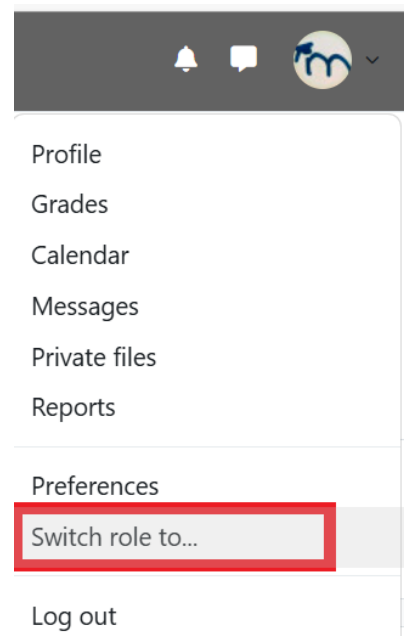 m
Profile
Grades
Calendar
Messages
Private files
Reports
Preferences
Switch role to...
Log out